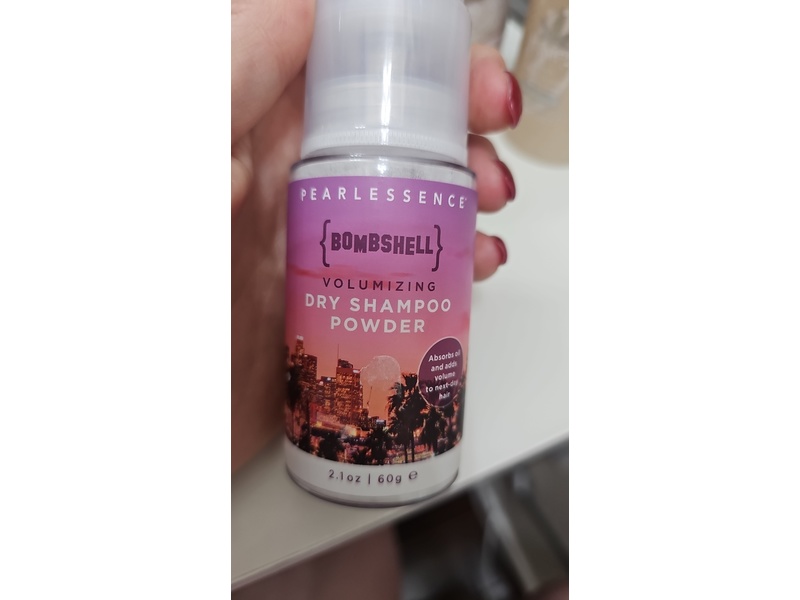 PEARLESSENCE
{BOMBSHELL}
VOLUMIZING
DRY SHAMPOO
POWDER
Absorbs oil
and adds
volume
to next-day
hair
2.1oz | 60g ℮